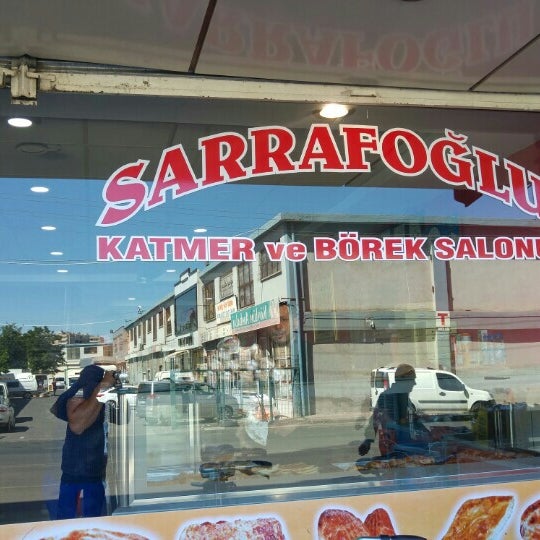 SARRAFOĞLU
KATMER ve BÖREK SALONU
T